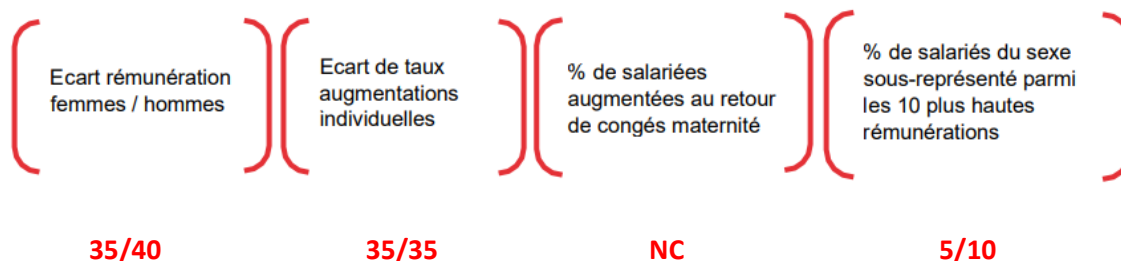 Ecart rémunération
femmes / hommes
Ecart de taux
augmentations
individuelles
% de salariées
augmentées au retour
de congés maternité
% de salariés du sexe
sous-représenté parmi
les 10 plus hautes
rémunérations
35/40
35/35
NC
5/10